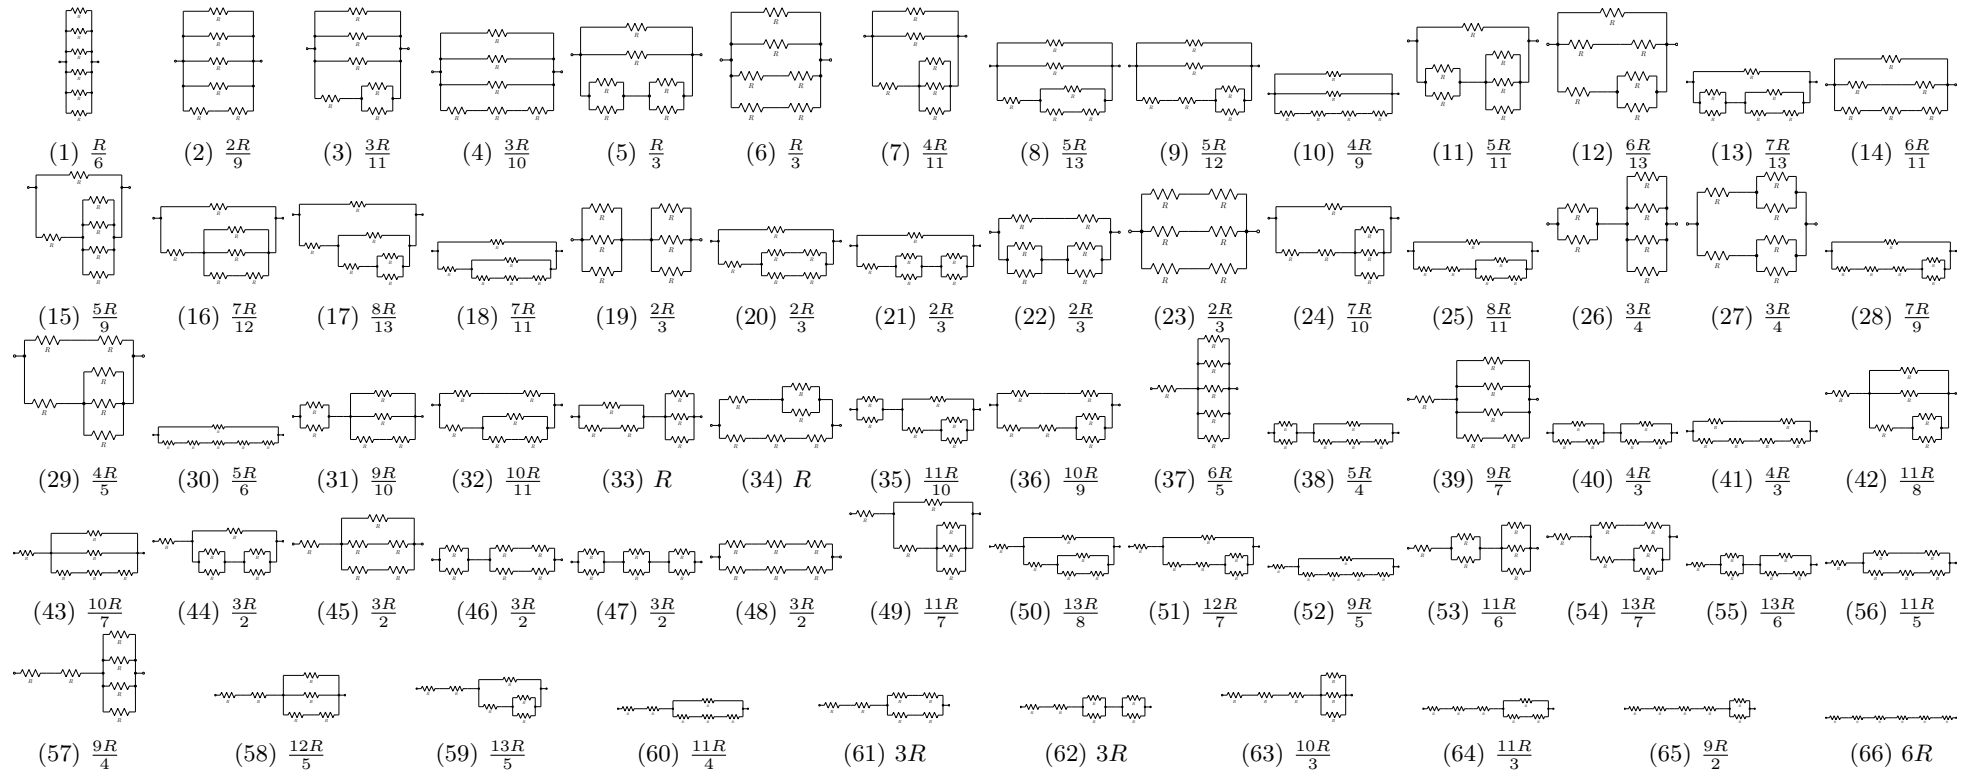 (1) R/6 (2) 2R/9 (3) 3R/11 (4) 3R/10 (5) R/3 (6) R/3 (7) 4R/11 (8) 5R/13 (9) 5R/12 (10) 4R/9 (11) 5R/11 (12) 6R/13 (13) 7R/13 (14) 6R/11
(15) 5R/9 (16) 7R/12 (17) 8R/13 (18) 7R/11 (19) 2R/3 (20) 2R/3 (21) 2R/3 (22) 2R/3 (23) 2R/3 (24) 7R/10 (25) 8R/11 (26) 3R/4 (27) 3R/4 (28) 7R/9
(29) 4R/5 (30) 5R/6 (31) 9R/10 (32) 10R/11 (33) R (34) R (35) 11R/10 (36) 10R/9 (37) 6R/5 (38) 5R/4 (39) 9R/7 (40) 4R/3 (41) 4R/3 (42) 11R/8
(43) 10R/7 (44) 3R/2 (45) 3R/2 (46) 3R/2 (47) 3R/2 (48) 3R/2 (49) 11R/7 (50) 13R/8 (51) 12R/7 (52) 9R/5 (53) 11R/6 (54) 13R/7 (55) 13R/6 (56) 11R/5
(57) 9R/4 (58) 12R/5 (59) 13R/5 (60) 11R/4 (61) 3R (62) 3R (63) 10R/3 (64) 11R/3 (65) 9R/2 (66) 6R